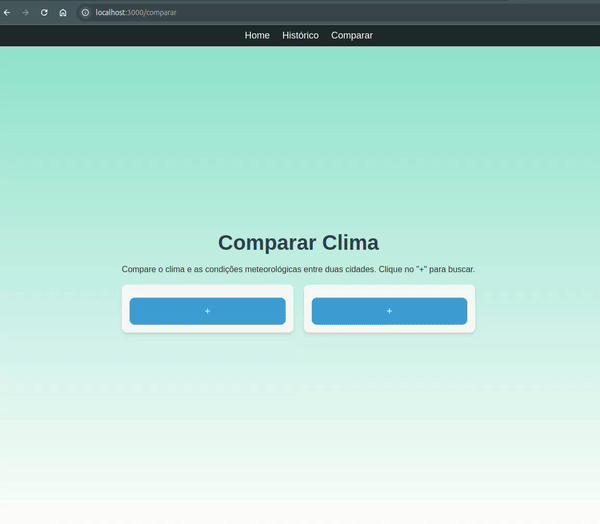 localhost:3000/comparar
Home Histórico Comparar
Comparar Clima
Compare o clima e as condições meteorológicas entre duas cidades. Clique no "+" para buscar.
+ +